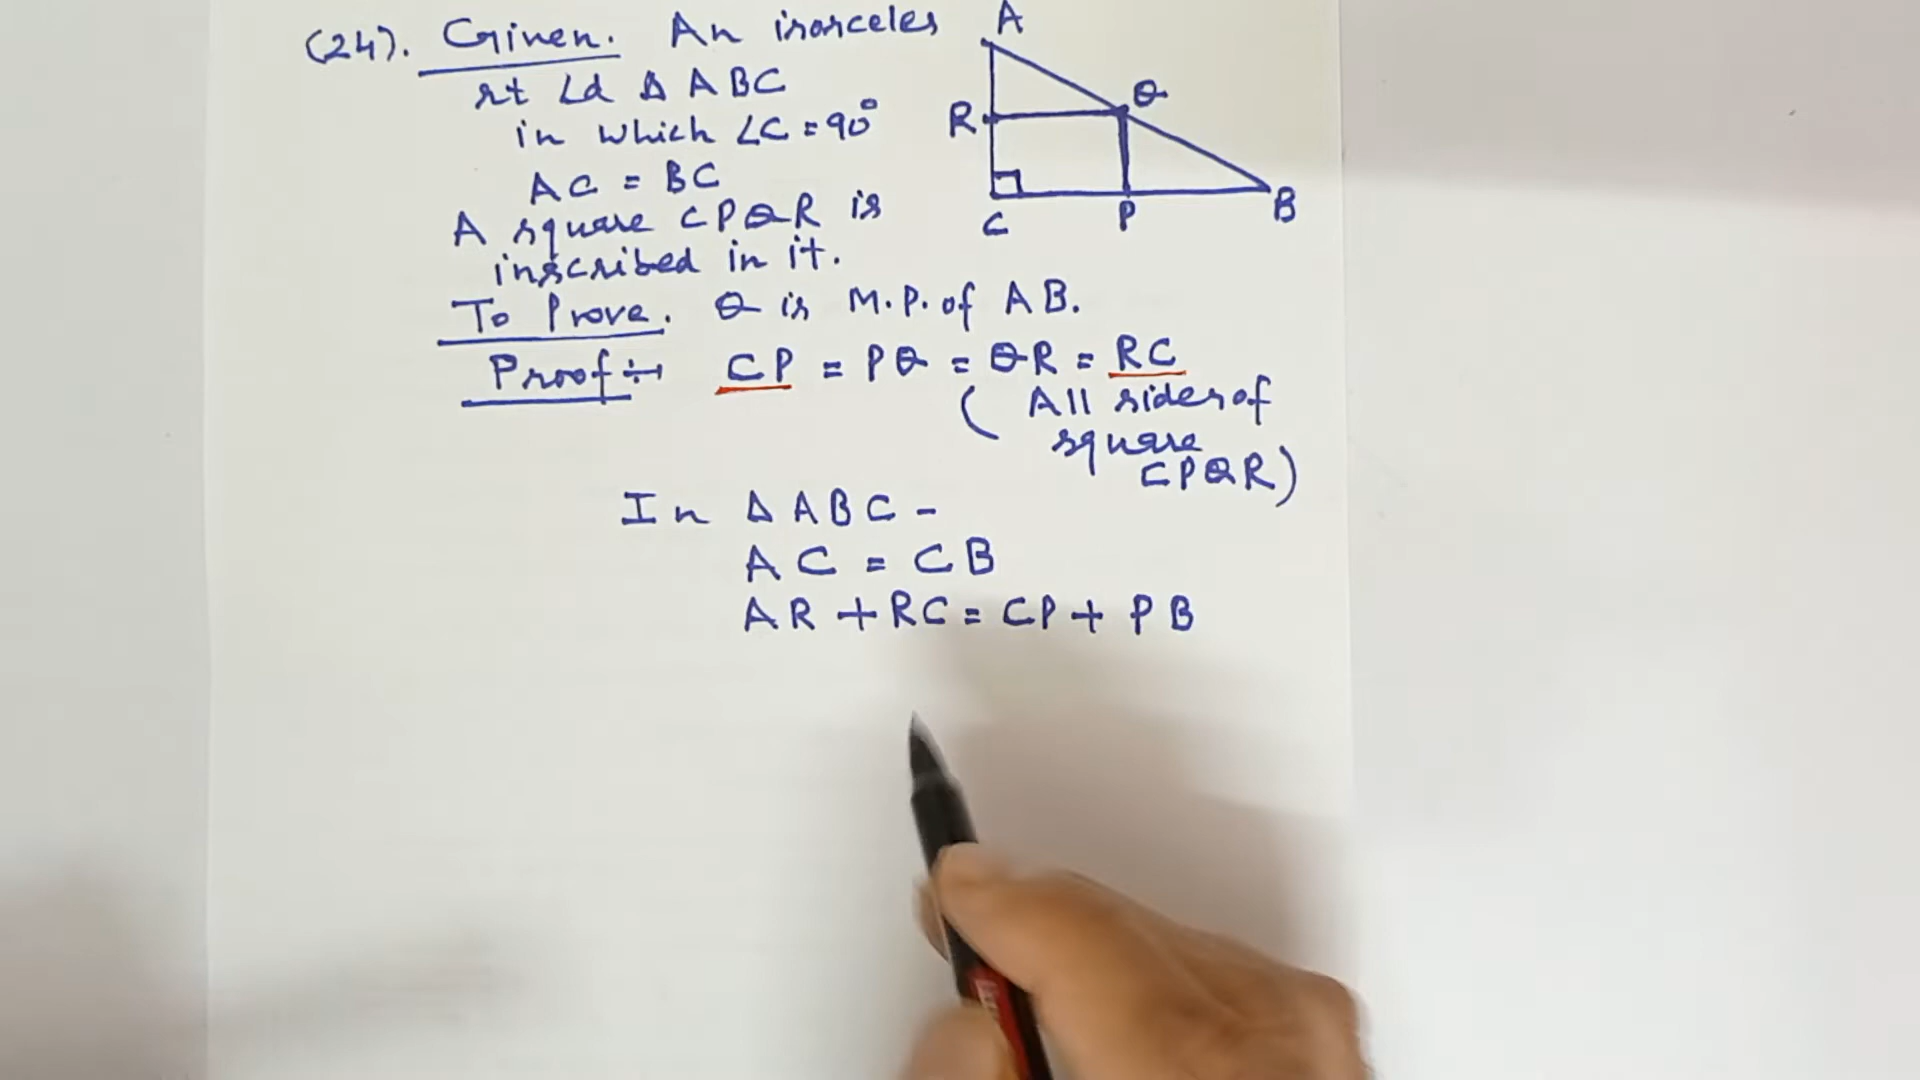 (24). Given. An isosceles
rt ∠d Δ ABC
in which ∠C = 90°
AC = BC
A square CPQR is
inscribed in it.
To Prove. Q is M.P. of AB.
Proof :- CP = PQ = QR = RC
( All sides of
square
CPQR)
In Δ ABC -
AC = CB
AR + RC = CP + PB
A
R
Q
C
P
B